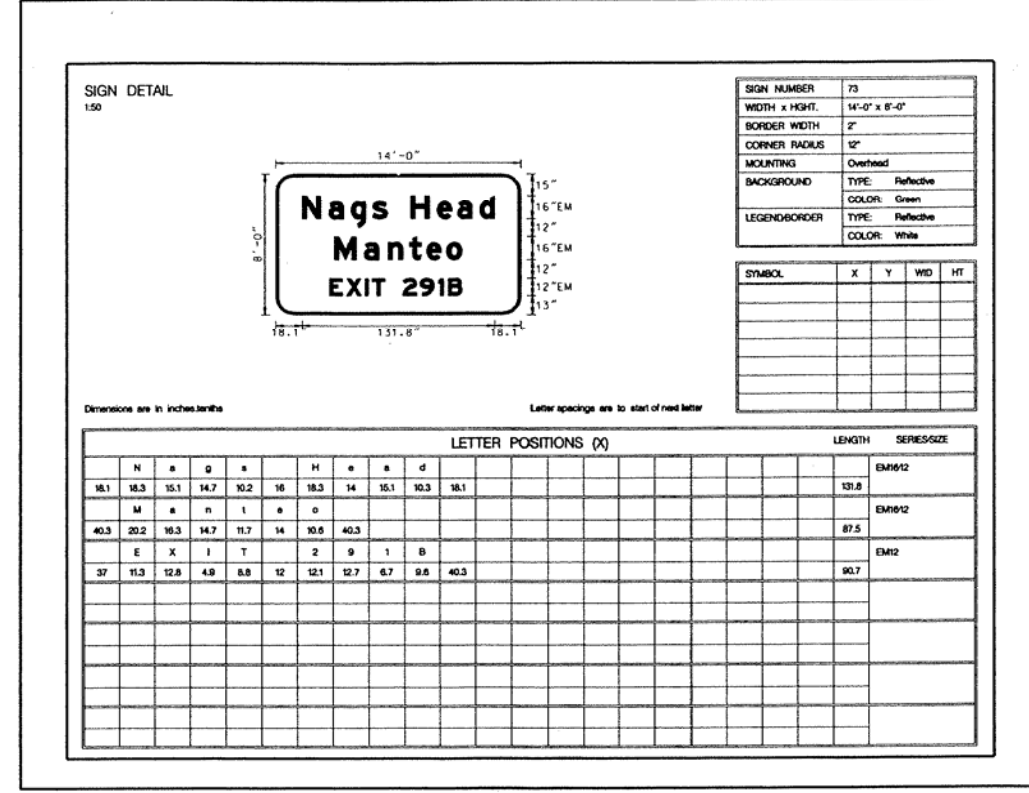 SIGN DETAIL
1:50
14'-0"
8'-0"
Nags Head
Manteo
EXIT 291B
15"
16"EM
12"
16"EM
12"
12"EM
13"
18.1" 131.8" 18.1"
Dimensions are in inches.tenths
Letter spacings are to start of next letter
SIGN NUMBER 73
WIDTH x HGHT. 14'-0" x 8'-0"
BORDER WIDTH 2"
CORNER RADIUS 12"
MOUNTING Overhead
BACKGROUND TYPE: Reflective
COLOR: Green
LEGEND/BORDER TYPE: Reflective
COLOR: White
SYMBOL X Y WID HT
LETTER POSITIONS (X) LENGTH SERIES/SIZE
N a g s H e a d EM16/12
18.1 18.3 15.1 14.7 10.2 16 18.3 14 15.1 10.3 18.1 131.8
M a n t e o EM16/12
40.3 20.2 16.3 14.7 11.7 14 10.6 40.3 87.5
E X I T 2 9 1 B EM12
37 11.3 12.8 4.9 8.8 12 12.1 12.7 6.7 9.6 40.3 90.7